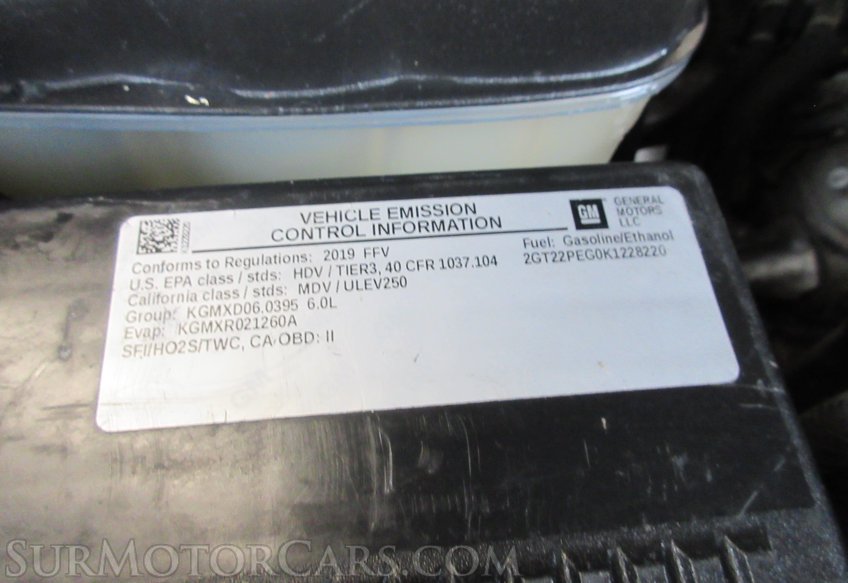 VEHICLE EMISSION
CONTROL INFORMATION
GM
GENERAL
MOTORS
LLC
Conforms to Regulations: 2019 FFV
Fuel: Gasoline/Ethanol
U.S. EPA class / stds: HDV / TIER3, 40 CFR 1037.104
2GT22PEG0K1228220
California class / stds: MDV / ULEV250
Group: KGMXD06.0395 6.0L
Evap: KGMXR021260A
SFI/HO2S/TWC, CA OBD: II
SurMotorCars.com